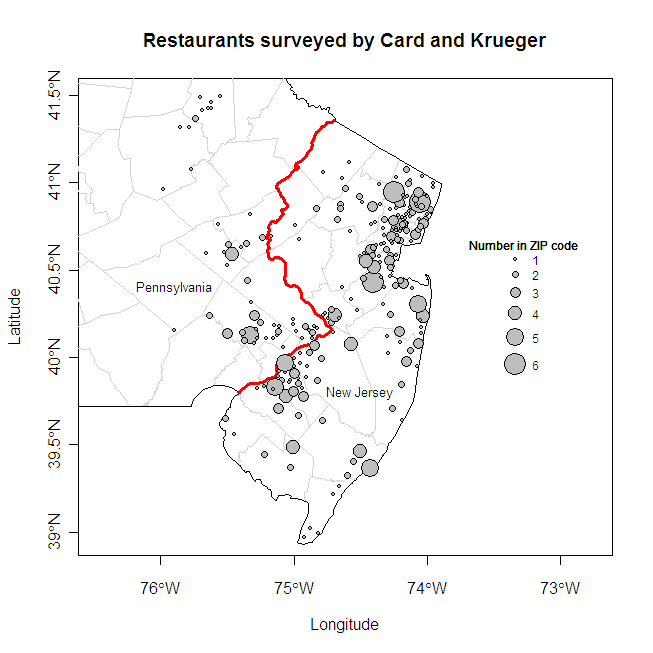 Restaurants surveyed by Card and Krueger
41.5°N
41°N
40.5°N
40°N
39.5°N
39°N
Latitude
Pennsylvania
New Jersey
Number in ZIP code
1
2
3
4
5
6
76°W
75°W
74°W
73°W
Longitude